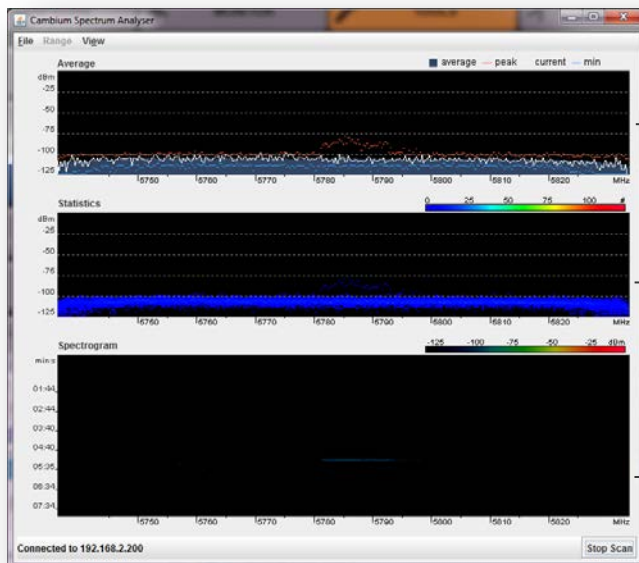 Cambium Spectrum Analyser
File Range View
Average
average peak current min
dBm
-25
-50
-75
-100
-125
5750 5760 5770 5780 5790 5800 5810 5820 MHz
Statistics
0 25 50 75 100 #
dBm
-26
-51
-76
-100
-125
5760 5760 5770 5780 5790 5800 5810 5820 MHz
Spectrogram
-125 -100 -75 -50 -25 dBm
min:s
01:44
02:44
03:40
04:40
05:35
06:34
07:34
5750 5760 5770 5780 5790 5800 5810 5820 MHz
Connected to 192.168.2.200
Stop Scan